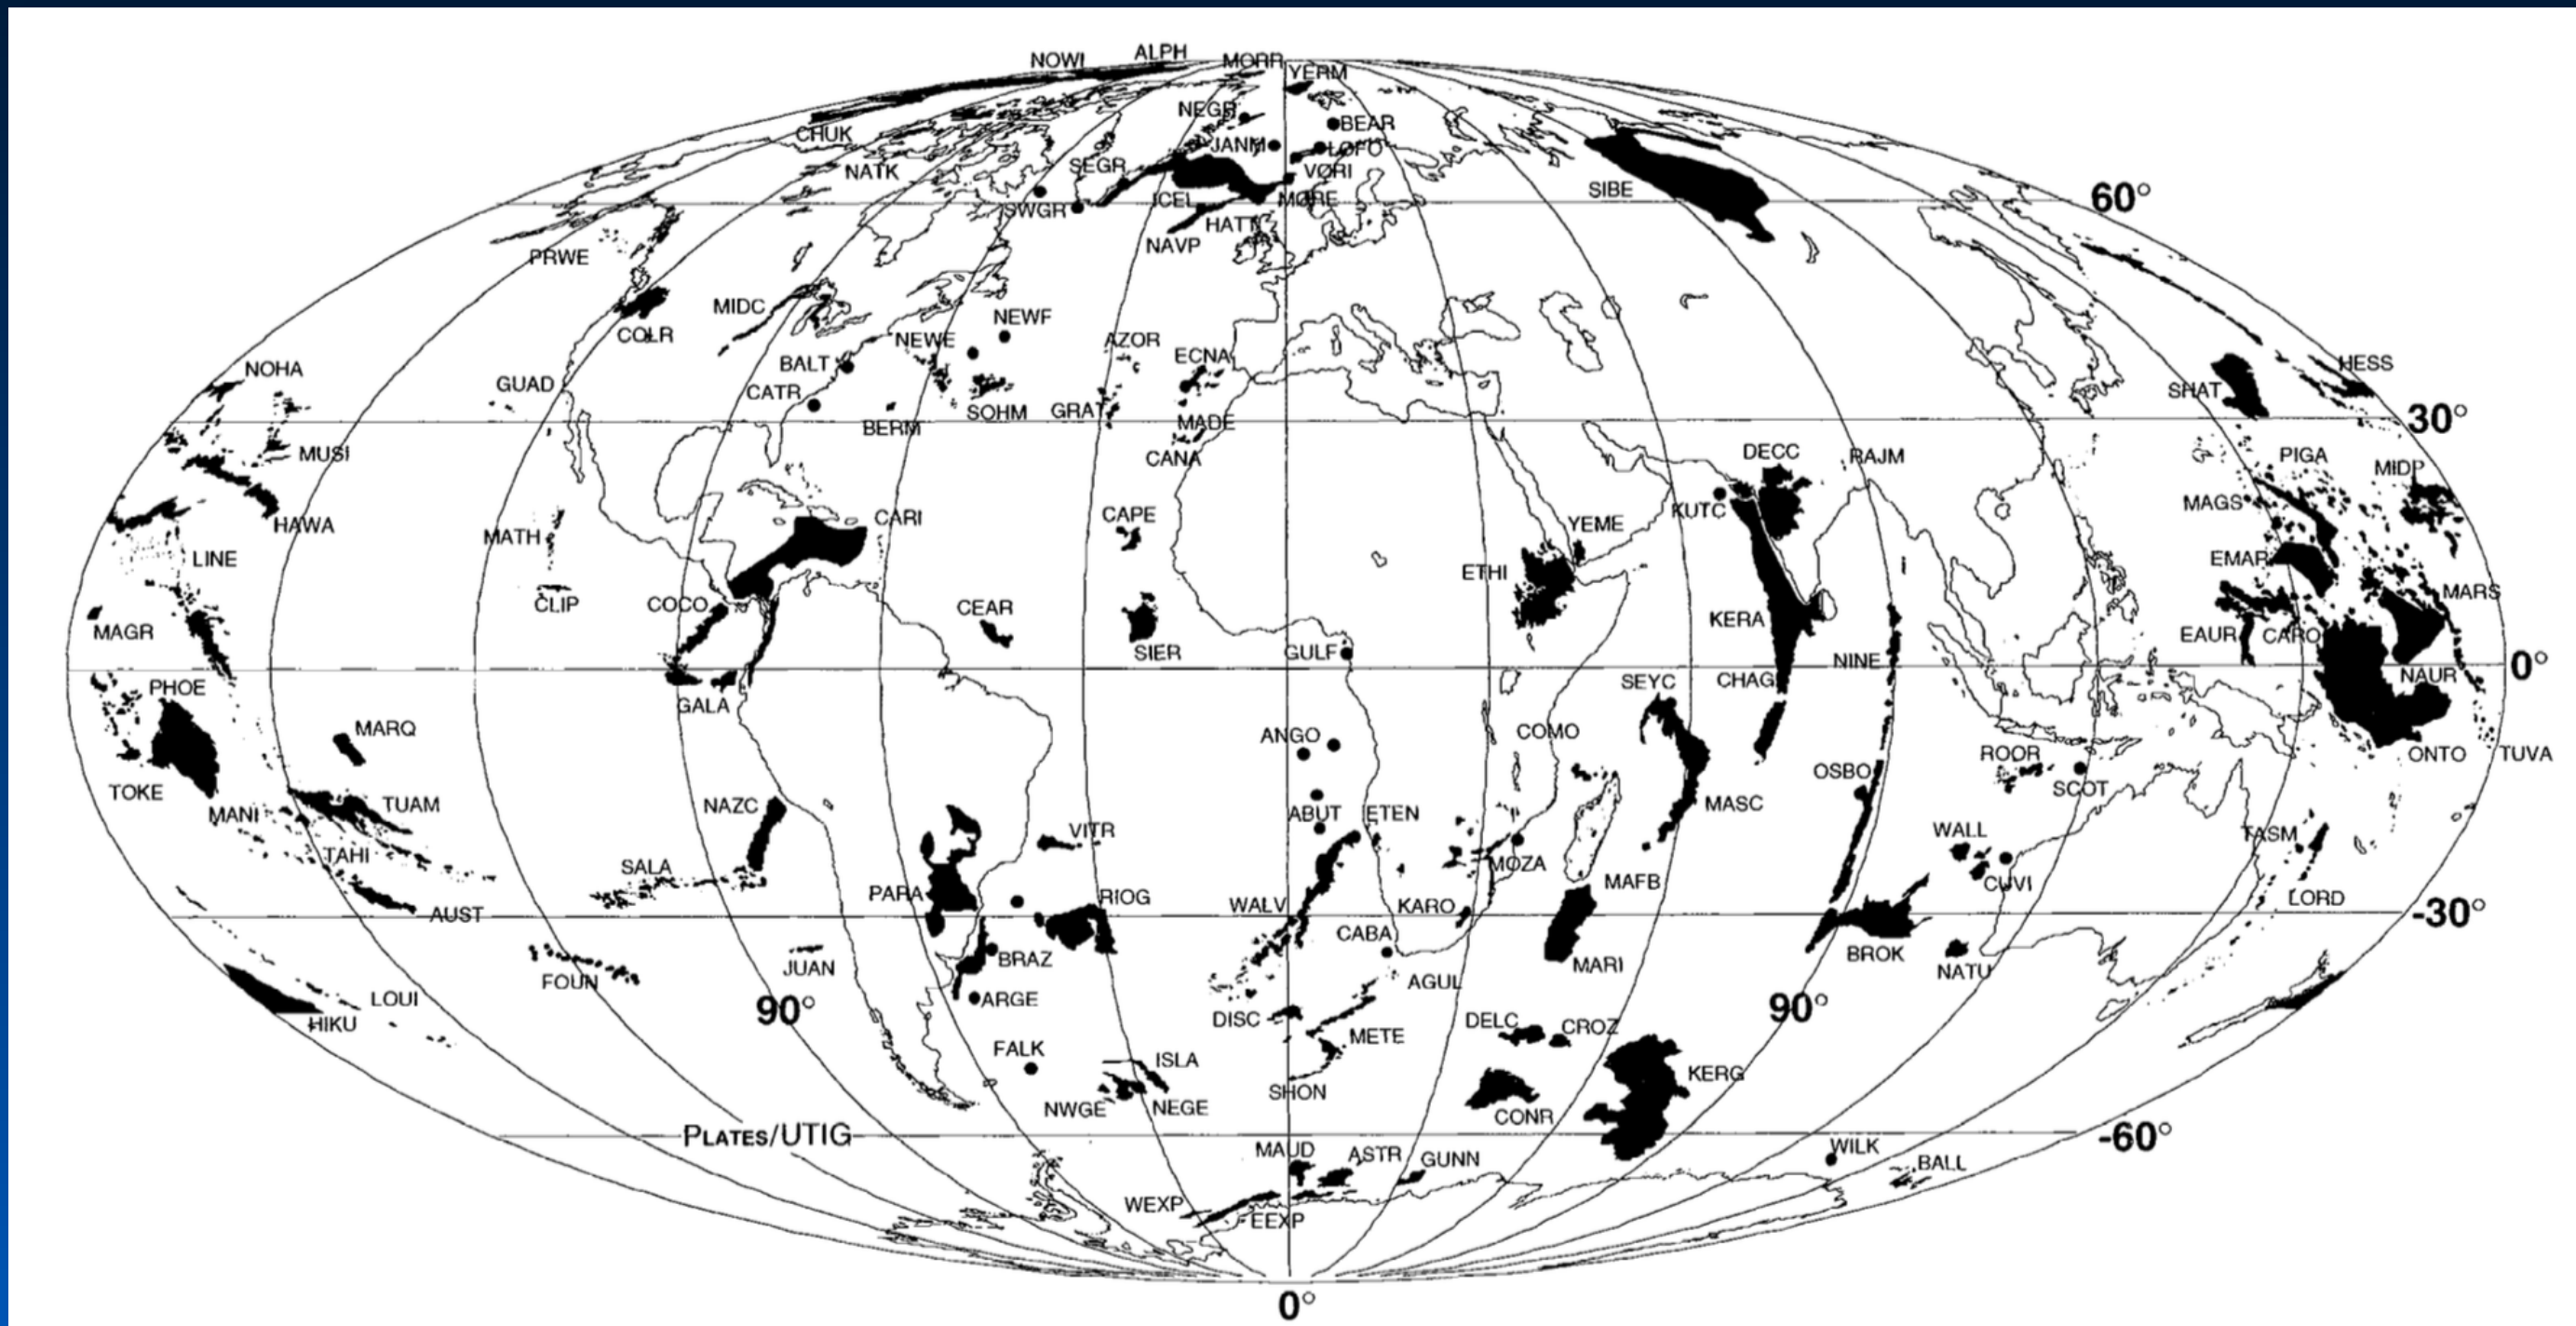 NOWI
ALPH
MORR
YERM
CHUK
NEGR
BEAR
JANM
LØFO
NATK
SEGR
VØRI
SIBE
ICEL
MØRE
60°
SWGR
HATN
NAVP
PRWE
MIDC
COLR
NEWF
NEWE
AZOR
ECNA
BALT
NOHA
GUAD
CATR
HESS
SHAT
SOHM
GRAT
30°
BERM
MADE
MUSI
CANA
DECC
RAJM
PIGA
MIDP
MAGS
KUTC
CAPE
CARI
HAWA
YEME
MATH
LINE
EMAR
ETHI
MARS
CLIP
COCO
CEAR
KERA
MAGR
EAUR
CARO
SIER
GULF
NINE
0°
PHOE
SEYC
CHAG
NAUR
GALA
MARQ
ANGO
COMO
ROOR
ONTO
TUVA
OSBO
TOKE
SCOT
MANI
TUAM
NAZC
MASC
ABUT
ETEN
VITR
WALL
TASM
TAHI
SALA
MOZA
PARA
RIOG
MAFB
CUVI
LORD
WALV
KARO
AUST
-30°
CABA
BRAZ
BROK
JUAN
MARI
NATU
FOUN
AGUL
LOUI
ARGE
90°
90°
HIKU
DISC
DELC
CROZ
METE
FALK
ISLA
KERG
SHON
NWGE
NEGE
CONR
PLATES/UTIG
-60°
MAUD
ASTR
GUNN
WILK
BALL
WEXP
EEXP
0°